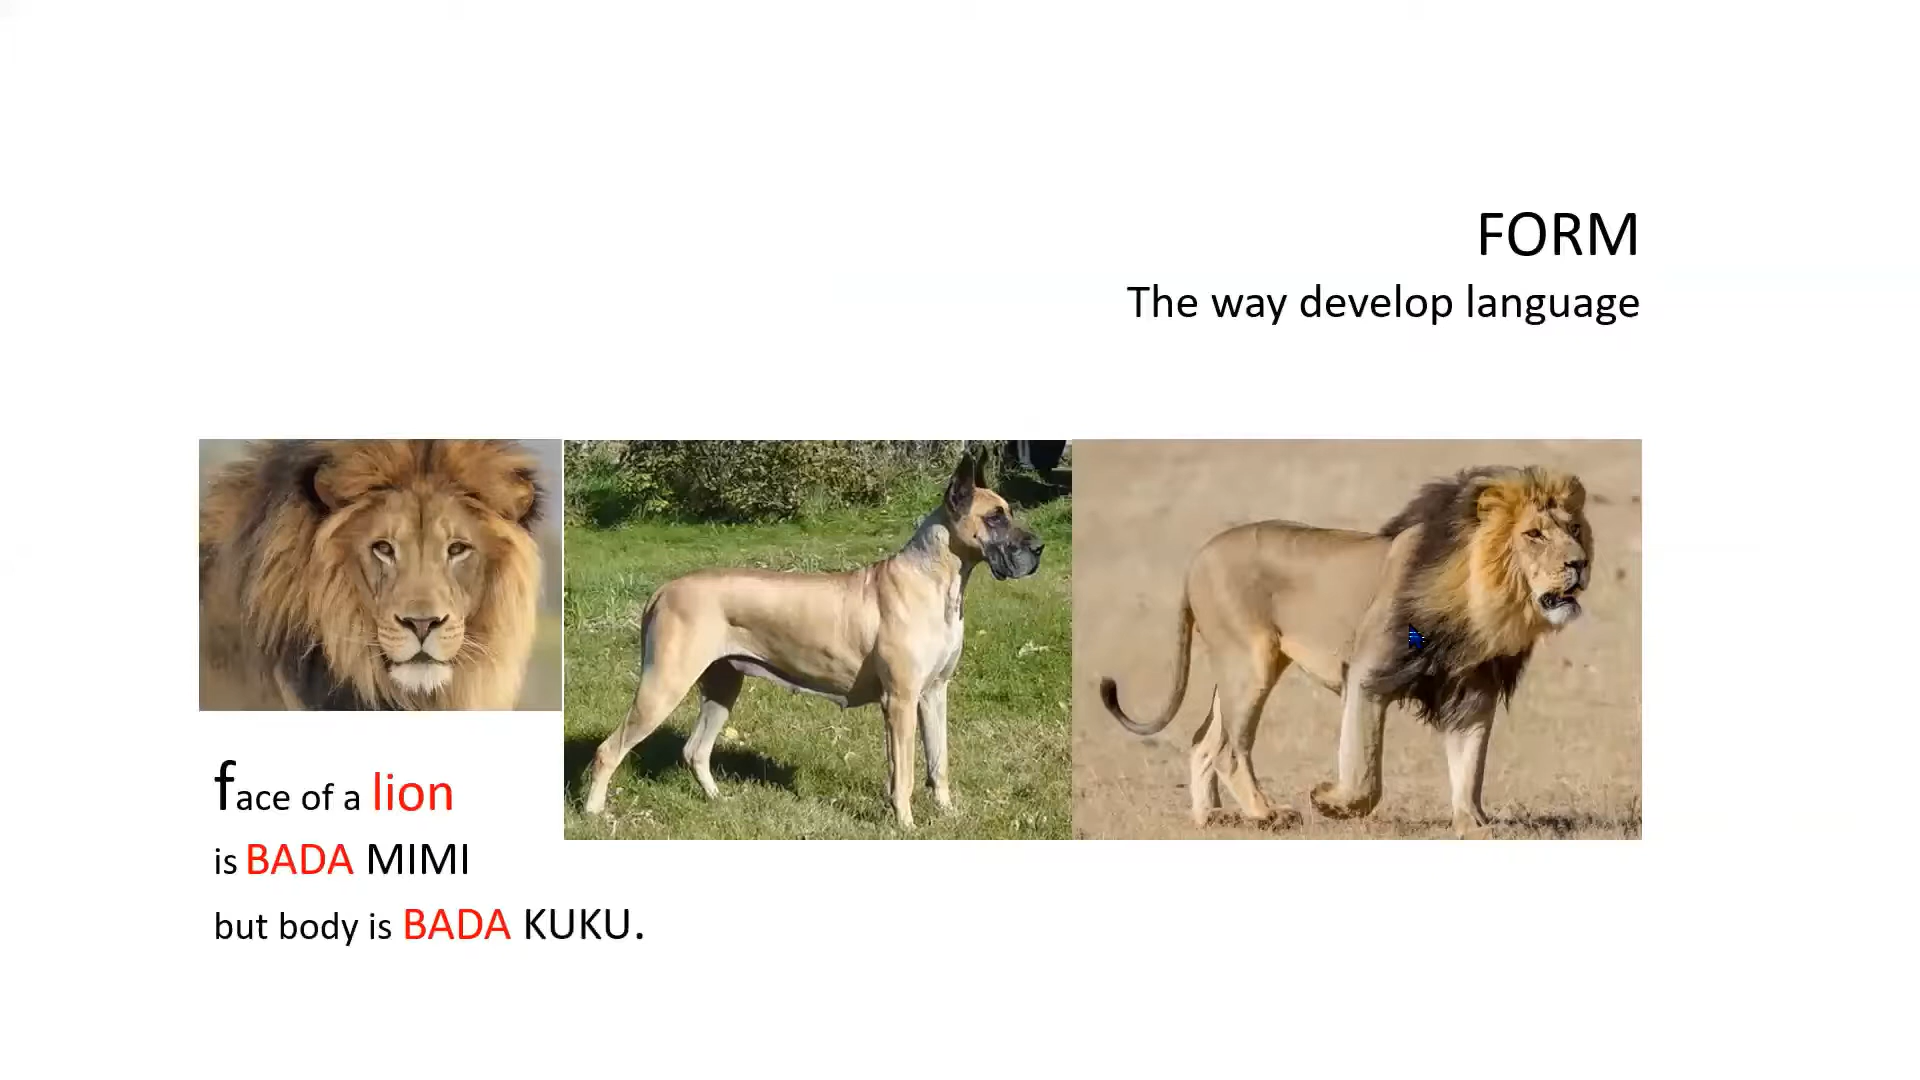 FORM
The way develop language
face of a lion
is BADA MIMI
but body is BADA KUKU.